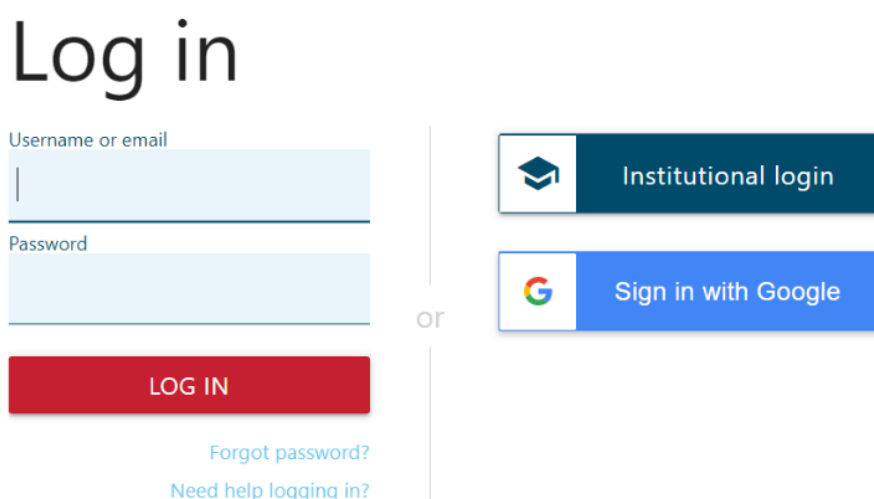 Log in
Username or email
Password
LOG IN
Forgot password?
Need help logging in?
or
Institutional login
Sign in with Google